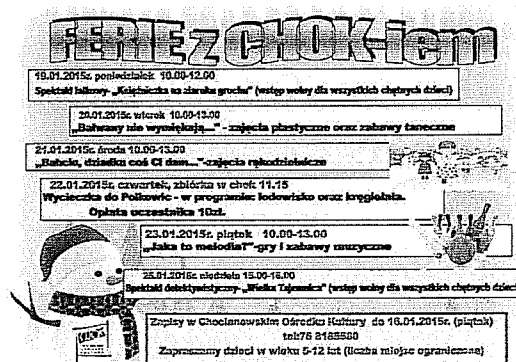 FERIE z CHOK-iem
19.01.2015r. poniedziałek 10.00-12.00
Spektakl lalkowy- „Księżniczka na ziarnku grochu" (wstęp wolny dla wszystkich chętnych dzieci)
20.01.2015r. wtorek 10.00-13.00
„Bałwany nie wymiękają..." - zajęcia plastyczne oraz zabawy taneczne
21.01.2015r. środa 10.00-13.00
„Babciu, dziadku coś Ci dam..."-zajęcia rękodzielnicze
22.01.2015r. czwartek, zbiórka w chok 11.15
Wycieczka do Polkowic - w programie: lodowisko oraz kręgielnia.
Opłata uczestnika 10zł.
23.01.2015r. piątek 10.00-13.00
„Jaka to melodia?"-gry i zabawy muzyczne
25.01.2015r. niedziela 15.00-16.00
Spektakl detektywistyczny- „Wielka Tajemnica" (wstęp wolny dla wszystkich chętnych dzieci)
Zapisy w Chocianowskim Ośrodku Kultury do 16.01.2015r. (piątek)
tel:76 8185580
Zapraszamy dzieci w wieku 5-12 lat (liczba miejsc ograniczona)